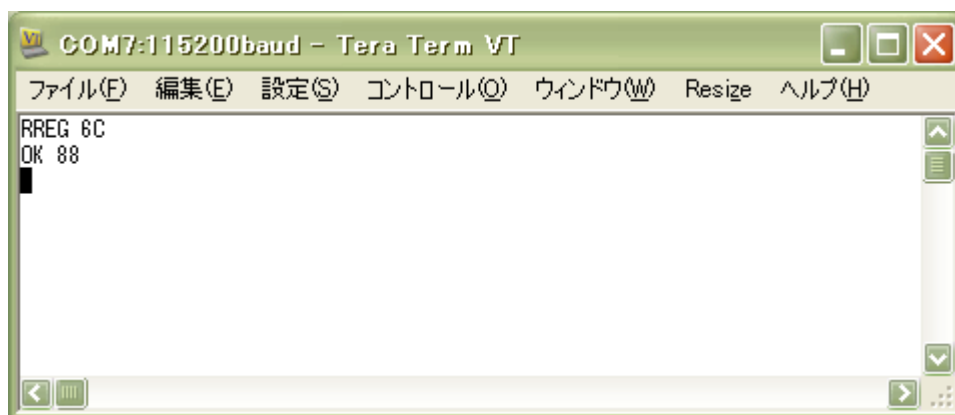 COM7:115200baud - Tera Term VT
ファイル(F) 編集(E) 設定(S) コントロール(O) ウィンドウ(W) Resize ヘルプ(H)
RREG 6C
OK 88